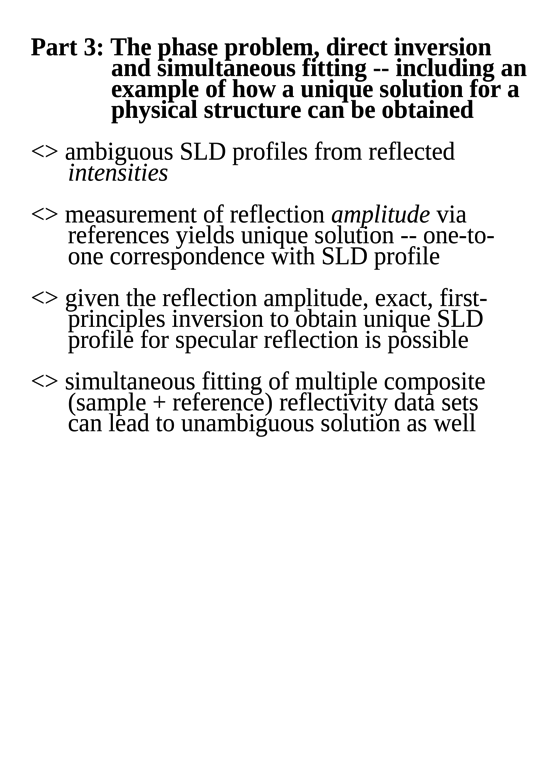 Part 3: The phase problem, direct inversion
and simultaneous fitting -- including an
example of how a unique solution for a
physical structure can be obtained
<> ambiguous SLD profiles from reflected
intensities
<> measurement of reflection amplitude via
references yields unique solution -- one-to-
one correspondence with SLD profile
<> given the reflection amplitude, exact, first-
principles inversion to obtain unique SLD
profile for specular reflection is possible
<> simultaneous fitting of multiple composite
(sample + reference) reflectivity data sets
can lead to unambiguous solution as well